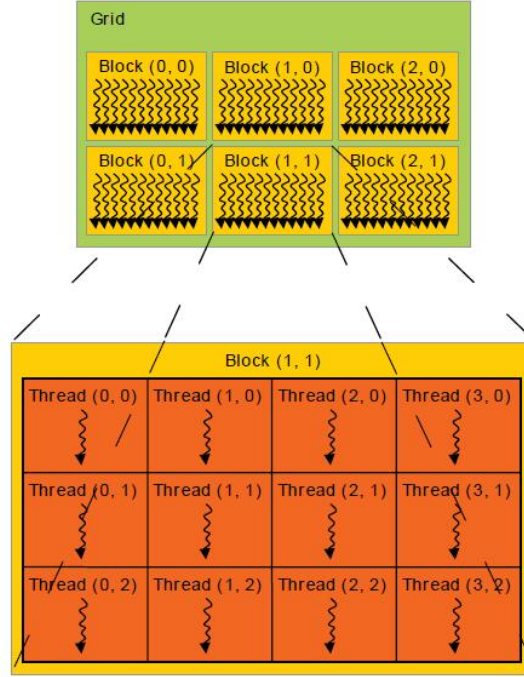 Grid
Block (0, 0) Block (1, 0) Block (2, 0)
Block (0, 1) Block (1, 1) Block (2, 1)
Block (1, 1)
Thread (0, 0) Thread (1, 0) Thread (2, 0) Thread (3, 0)
Thread (0, 1) Thread (1, 1) Thread (2, 1) Thread (3, 1)
Thread (0, 2) Thread (1, 2) Thread (2, 2) Thread (3, 2)